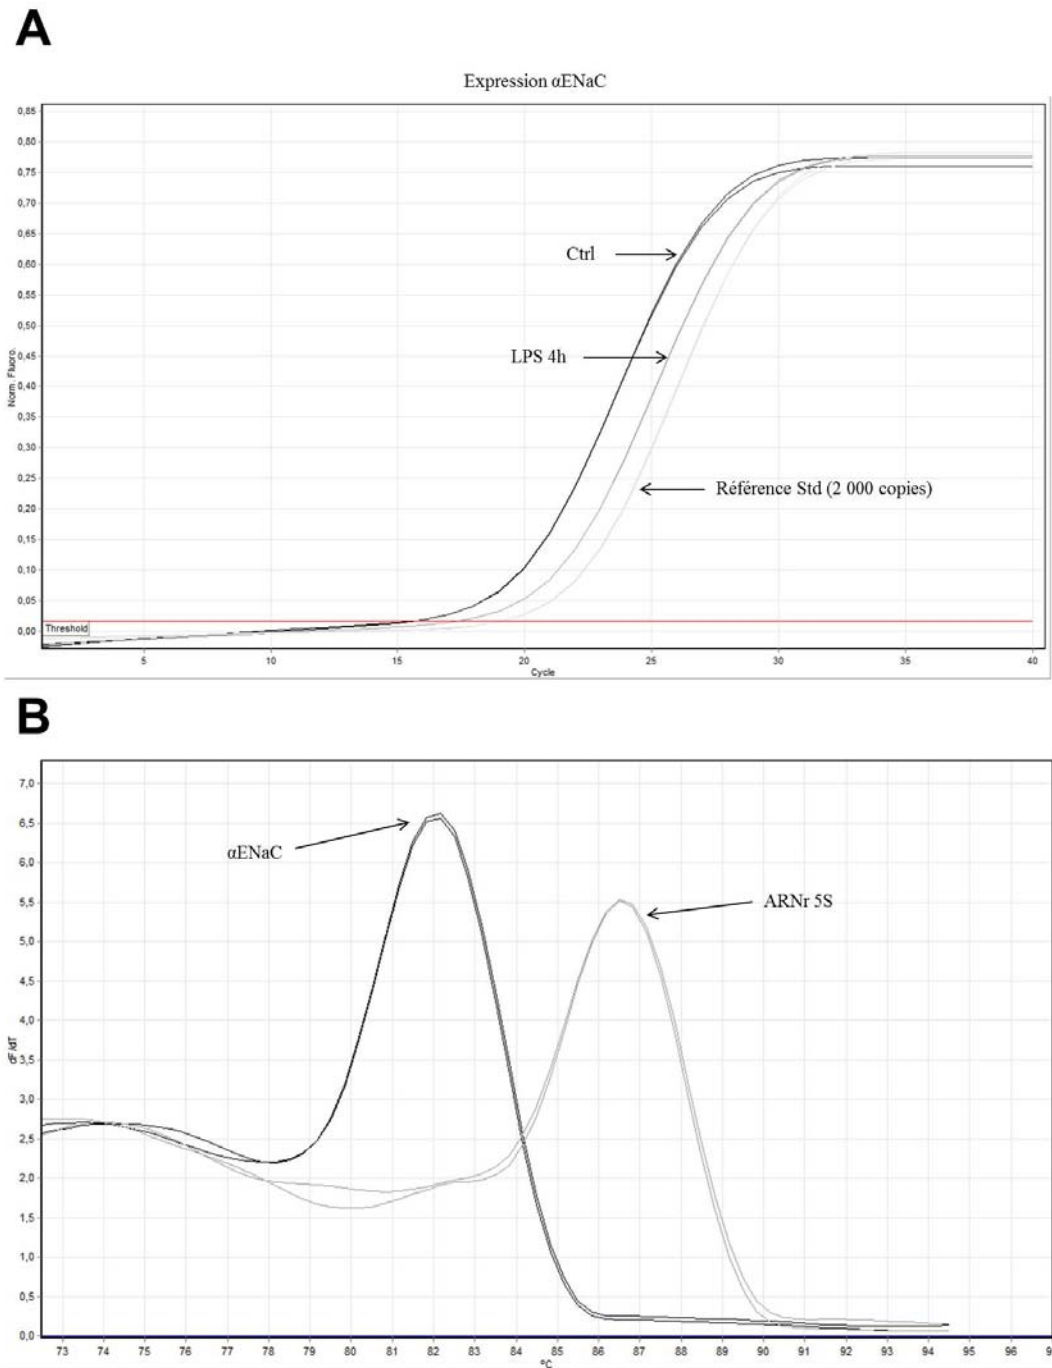 A
Expression αENaC
0,85
0,80
0,75
0,70
0,65
0,60
0,55
0,50
0,45
0,40
0,35
0,30
0,25
0,20
0,15
0,10
0,05
0,00
Norm. Fluoro.
Ctrl
LPS 4h
Référence Std (2 000 copies)
Threshold
5 10 15 20 25 30 35 40
Cycle
B
7,0
6,5
6,0
5,5
5,0
4,5
4,0
3,5
3,0
2,5
2,0
1,5
1,0
0,5
0,0
dF/dT
αENaC
ARNr 5S
73 74 75 76 77 78 79 80 81 82 83 84 85 86 87 88 89 90 91 92 93 94 95 96 9
ºC